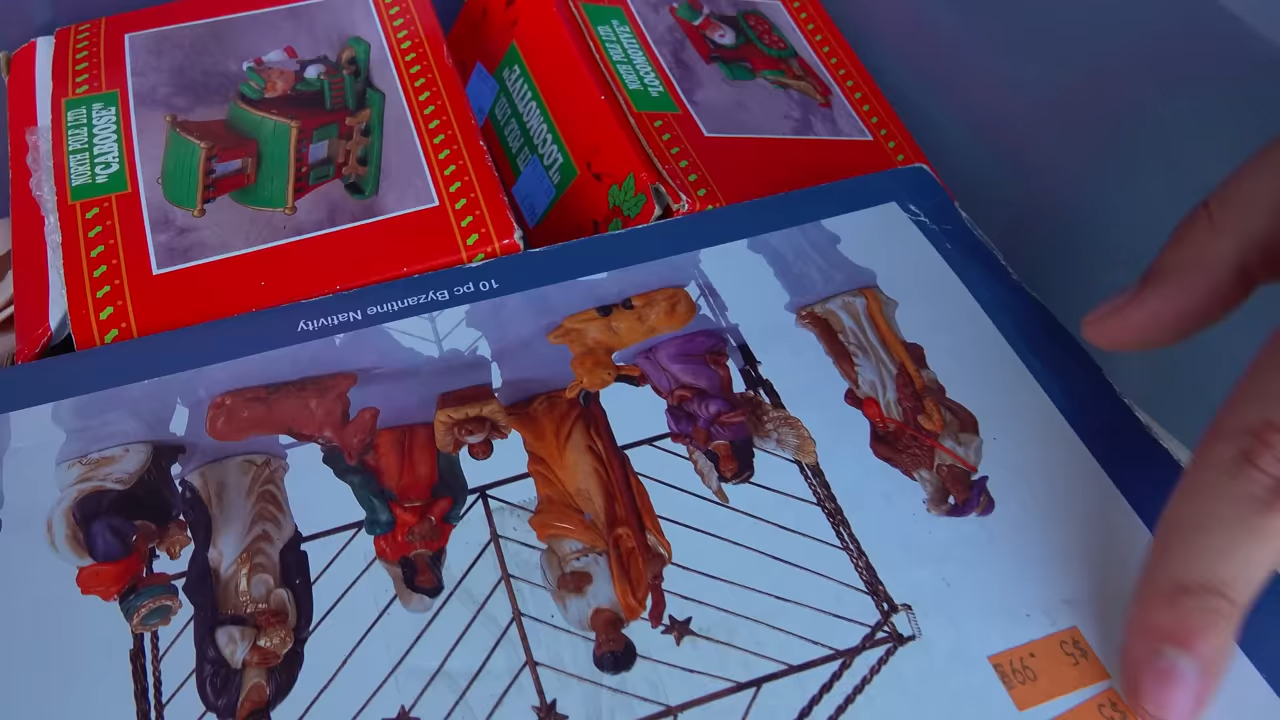 NORTH POLE LTD.
"CABOOSE"
NORTH POLE LTD.
"LOCOMOTIVE"
"LOCOMOTIVE"
10 pc Byzantine Nativity
$5
.99